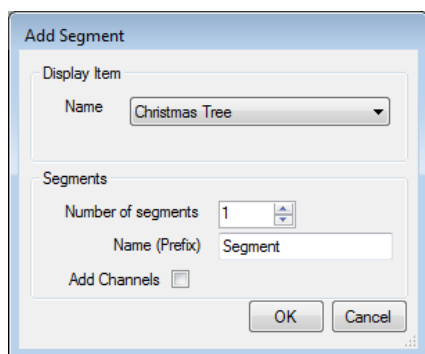 Add Segment
Display Item
Name Christmas Tree
Segments
Number of segments 1
Name (Prefix) Segment
Add Channels
OK Cancel